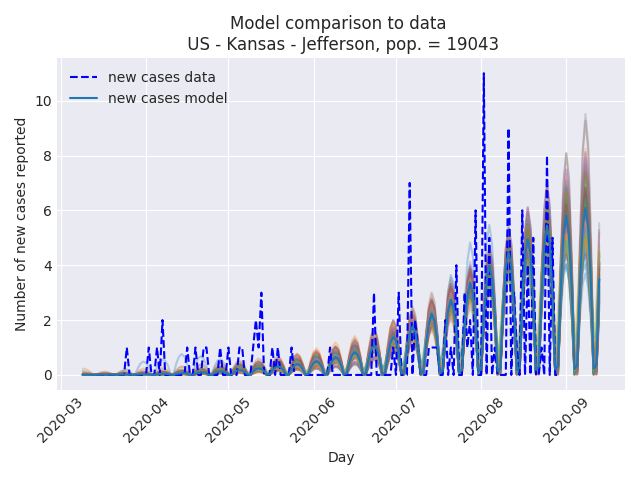 Model comparison to data
US - Kansas - Jefferson, pop. = 19043
new cases data
new cases model
Number of new cases reported
10
8
6
4
2
0
2020-03
2020-04
2020-05
2020-06
2020-07
2020-08
2020-09
Day